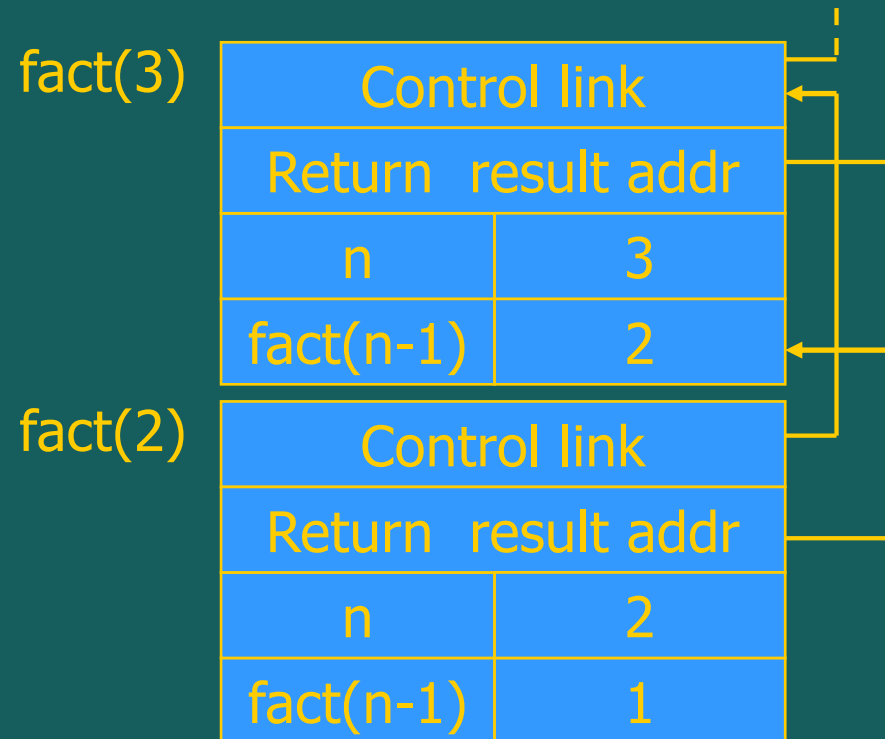 fact(3)
Control link
Return result addr
n 3
fact(n-1) 2
fact(2)
Control link
Return result addr
n 2
fact(n-1) 1